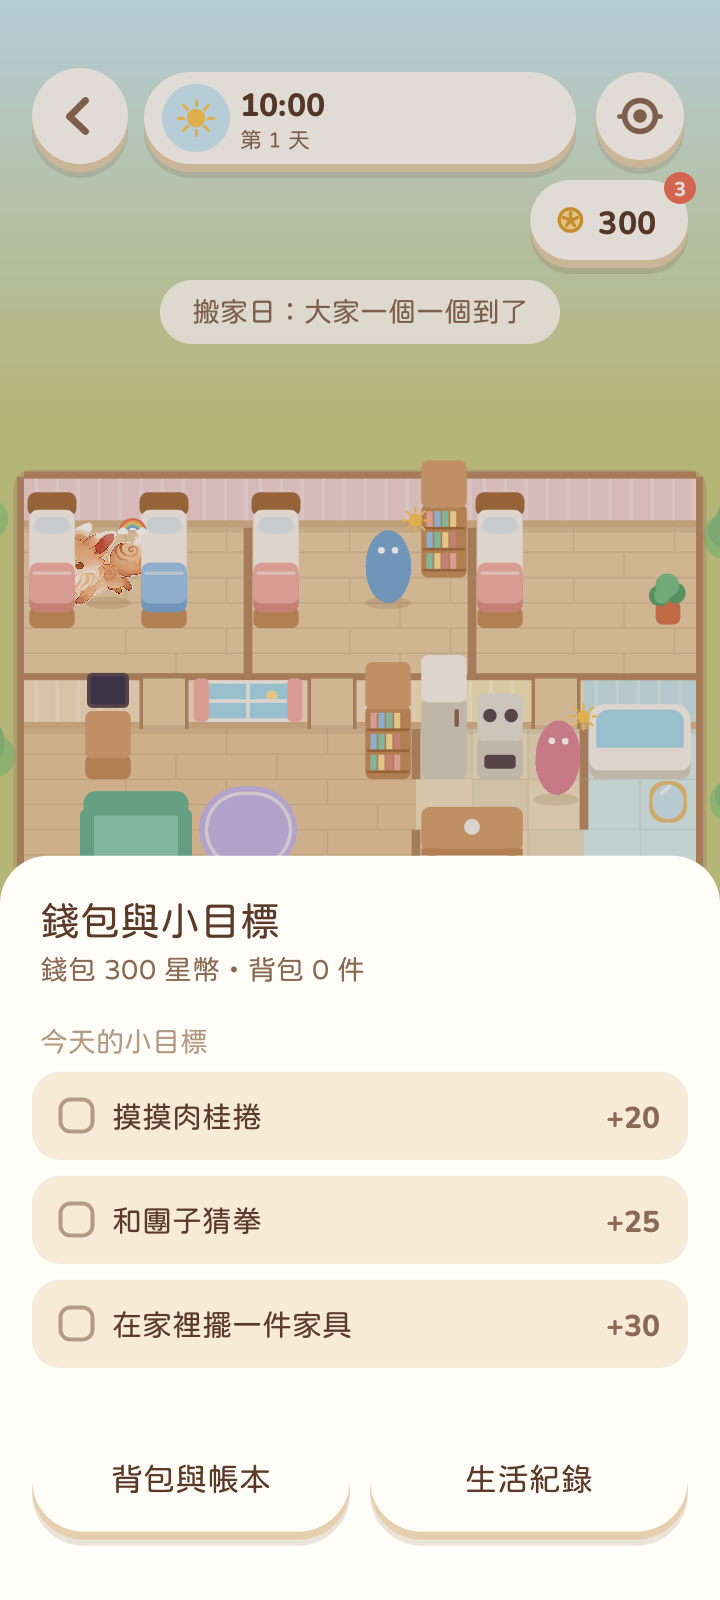 10:00
第 1 天
3
300
搬家日：大家一個一個到了
錢包與小目標
錢包 300 星幣・背包 0 件
今天的小目標
摸摸肉桂捲 +20
和團子猜拳 +25
在家裡擺一件家具 +30
背包與帳本
生活紀錄